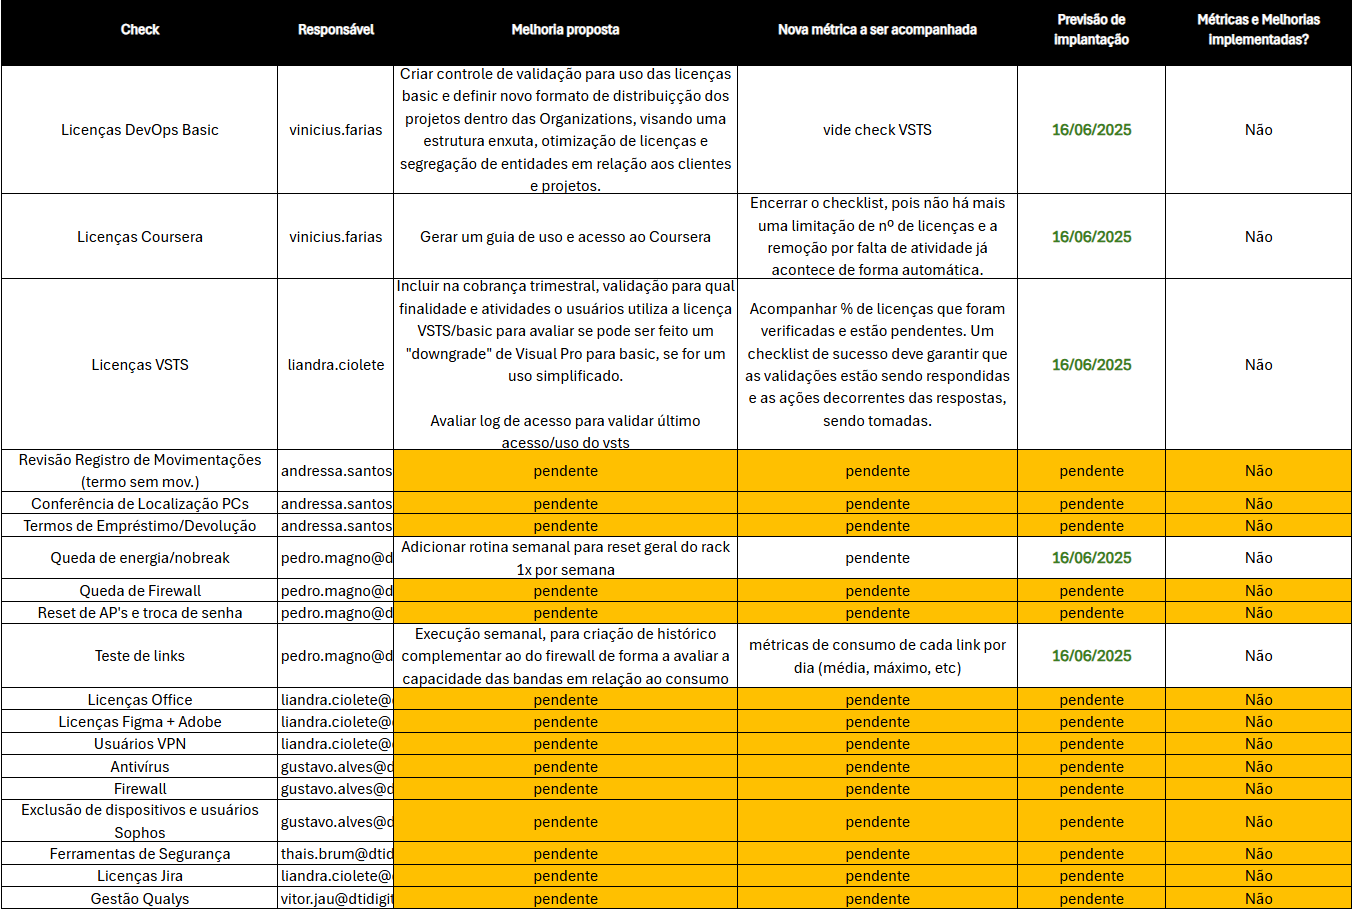 Check
Responsável
Melhoria proposta
Nova métrica a ser acompanhada
Previsão de
Implantação
Métricas e Melhorias
Implementadas?
Licenças DevOps Basic
vinicius.farias
Criar controle de validação para uso das licenças
basic e definir novo formato de distribuicção dos
projetos dentro das Organizations, visando uma
estrutura enxuta, otimização de licenças e
segregação de entidades em relação aos clientes
e projetos.
vide check VSTS
16/06/2025
Não
Licenças Coursera
vinicius.farias
Gerar um guia de uso e acesso ao Coursera
Encerrar o checklist, pois não há mais
uma limitação de nº de licenças e a
remoção por falta de atividade já
acontece de forma automática.
16/06/2025
Não
Licenças VSTS
liandra.ciolete
Incluir na cobrança trimestral, validação para qual
finalidade e atividades o usuários utiliza a licença
VSTS/basic para avaliar se pode ser feito um
"downgrade" de Visual Pro para basic, se for um
uso simplificado.
Avaliar log de acesso para validar último
acesso/uso do vsts
Acompanhar % de licenças que foram
verificadas e estão pendentes. Um
checklist de sucesso deve garantir que
as validações estão sendo respondidas
e as ações decorrentes das respostas,
sendo tomadas.
16/06/2025
Não
Revisão Registro de Movimentações
(termo sem mov.)
andressa.santos
pendente
pendente
pendente
Não
Conferência de Localização PCs
andressa.santos
pendente
pendente
pendente
Não
Termos de Empréstimo/Devolução
andressa.santos
pendente
pendente
pendente
Não
Queda de energia/nobreak
pedro.magno@d
Adicionar rotina semanal para reset geral do rack
1x por semana
pendente
16/06/2025
Não
Queda de Firewall
pedro.magno@d
pendente
pendente
pendente
Não
Reset de AP's e troca de senha
pedro.magno@d
pendente
pendente
pendente
Não
Teste de links
pedro.magno@d
Execução semanal, para criação de histórico
complementar ao do firewall de forma a avaliar a
capacidade das bandas em relação ao consumo
métricas de consumo de cada link por
dia (média, máximo, etc)
16/06/2025
Não
Licenças Office
liandra.ciolete@
pendente
pendente
pendente
Não
Licenças Figma + Adobe
liandra.ciolete@
pendente
pendente
pendente
Não
Usuários VPN
liandra.ciolete@
pendente
pendente
pendente
Não
Antivírus
gustavo.alves@d
pendente
pendente
pendente
Não
Firewall
gustavo.alves@d
pendente
pendente
pendente
Não
Exclusão de dispositivos e usuários
Sophos
gustavo.alves@d
pendente
pendente
pendente
Não
Ferramentas de Segurança
thais.brum@dtid
pendente
pendente
pendente
Não
Licenças Jira
liandra.ciolete@
pendente
pendente
pendente
Não
Gestão Qualys
vitor.jau@dtidigit
pendente
pendente
pendente
Não